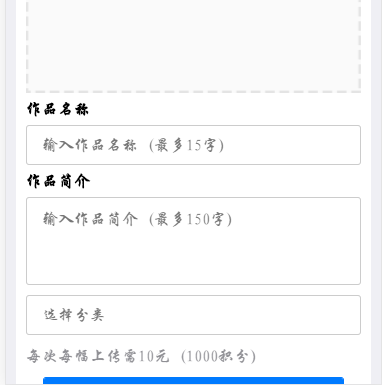 作品名称
输入作品名称 (最多15字)
作品简介
输入作品简介 (最多150字)
选择分类
每次每幅上传需10元 (1000积分)